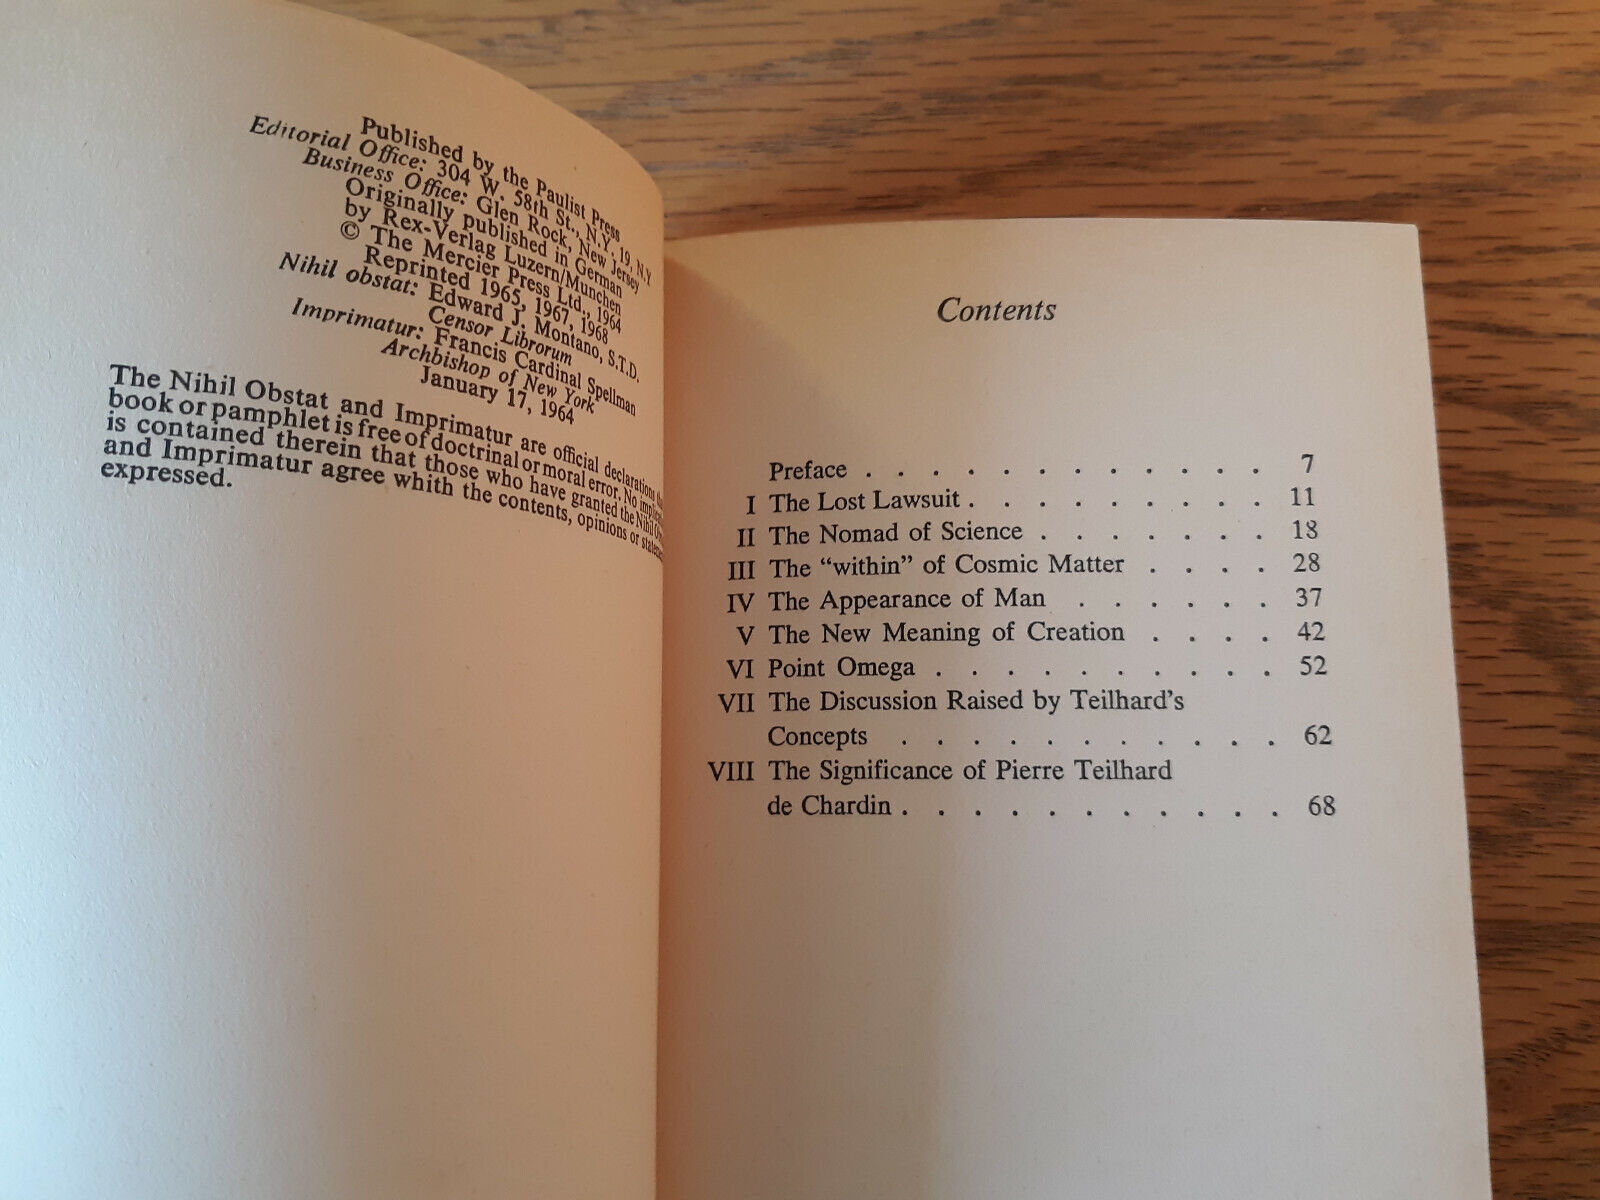 Published by the Paulist Press
Editorial Office: 304 W. 58th St., N.Y. 19, N.Y
Business Office: Glen Rock, New Jersey
Originally published in German
by Rex-Verlag Luzern/Munchen
© The Mercier Press Ltd., 1964
Reprinted 1965, 1967, 1968
Nihil obstat: Edward J. Montano, S.T.D.
Censor Librorum
Imprimatur: Francis Cardinal Spellman
Archbishop of New York
January 17, 1964
The Nihil Obstat and Imprimatur are official declarations
book or pamphlet is free of doctrinal or moral error. No
is contained therein that those who have granted the Nihil
and Imprimatur agree whith the contents, opinions or
expressed.
Contents
Preface . . . . . . . . . . . . . 7
I The Lost Lawsuit . . . . . . . . . 11
II The Nomad of Science . . . . . . . 18
III The “within” of Cosmic Matter . . . . 28
IV The Appearance of Man . . . . . . 37
V The New Meaning of Creation . . . . 42
VI Point Omega . . . . . . . . . . 52
VII The Discussion Raised by Teilhard’s
Concepts . . . . . . . . . . . 62
VIII The Significance of Pierre Teilhard
de Chardin . . . . . . . . . . . 68